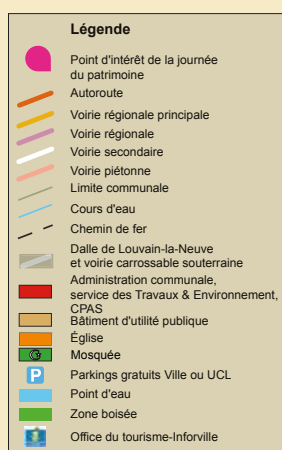 Légende
Point d'intérêt de la journée
du patrimoine
Autoroute
Voirie régionale principale
Voirie régionale
Voirie secondaire
Voirie piétonne
Limite communale
Cours d'eau
Chemin de fer
Dalle de Louvain-la-Neuve
et voirie carrossable souterraine
Administration communale,
service des Travaux & Environnement,
CPAS
Bâtiment d'utilité publique
Église
Mosquée
P Parkings gratuits Ville ou UCL
Point d'eau
Zone boisée
Office du tourisme-Inforville